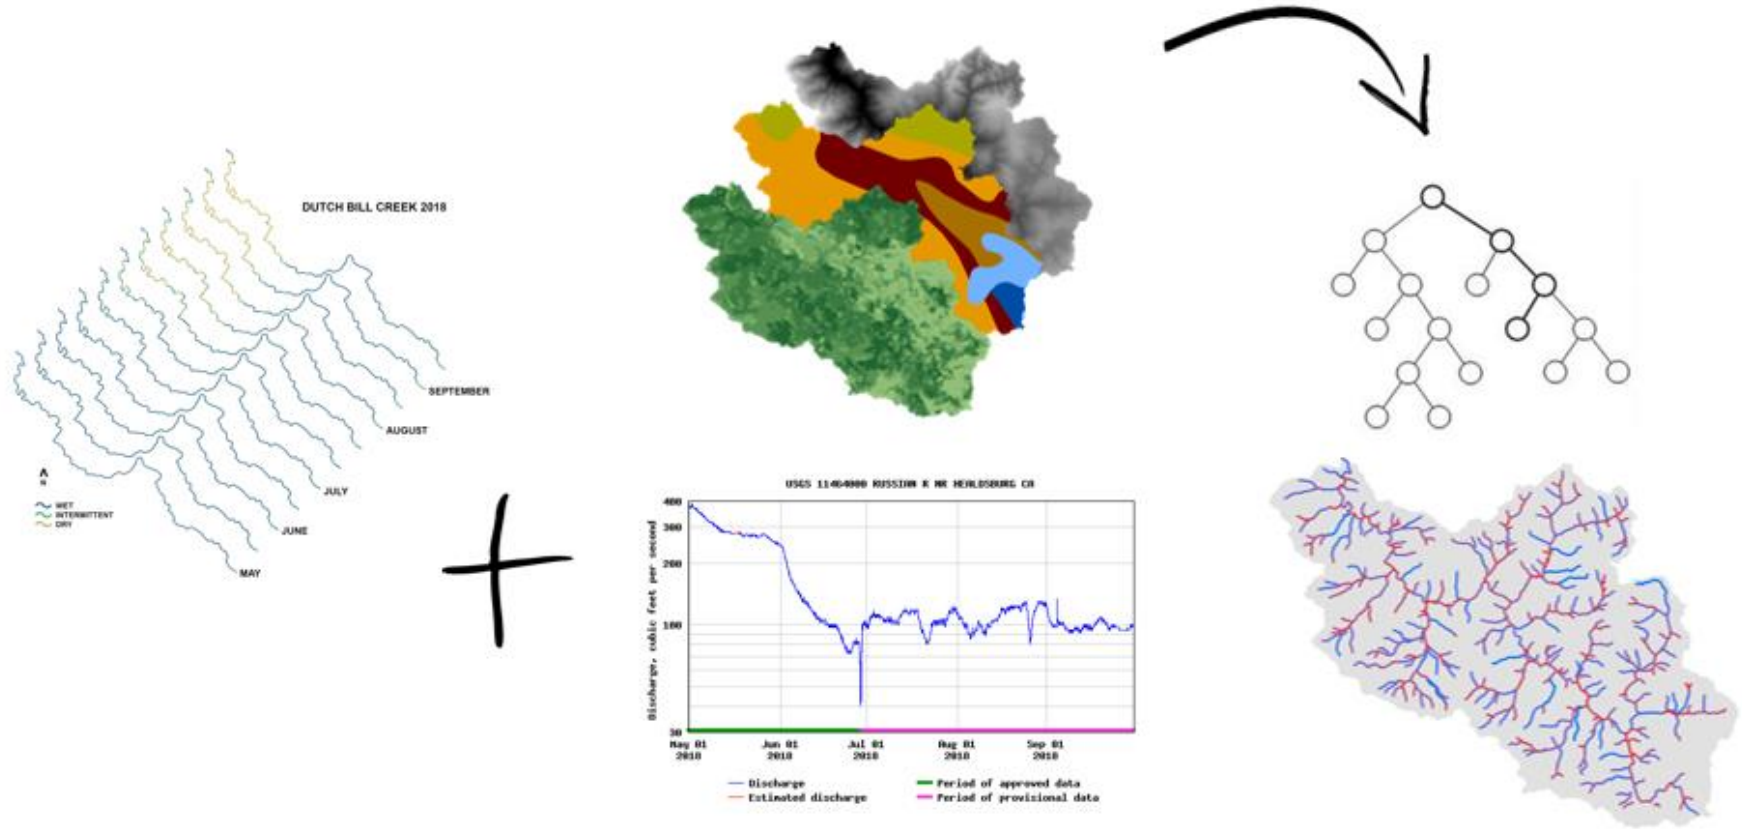 DUTCH BILL CREEK 2018
SEPTEMBER
AUGUST
JULY
JUNE
MAY
N
WET
INTERMITTENT
DRY
USGS 11464000 RUSSIAN R NR HEALDSBURG CA
Discharge, cubic feet per second
400
300
200
100
30
May 01 2018
Jun 01 2018
Jul 01 2018
Aug 01 2018
Sep 01 2018
Discharge
Estimated discharge
Period of approved data
Period of provisional data